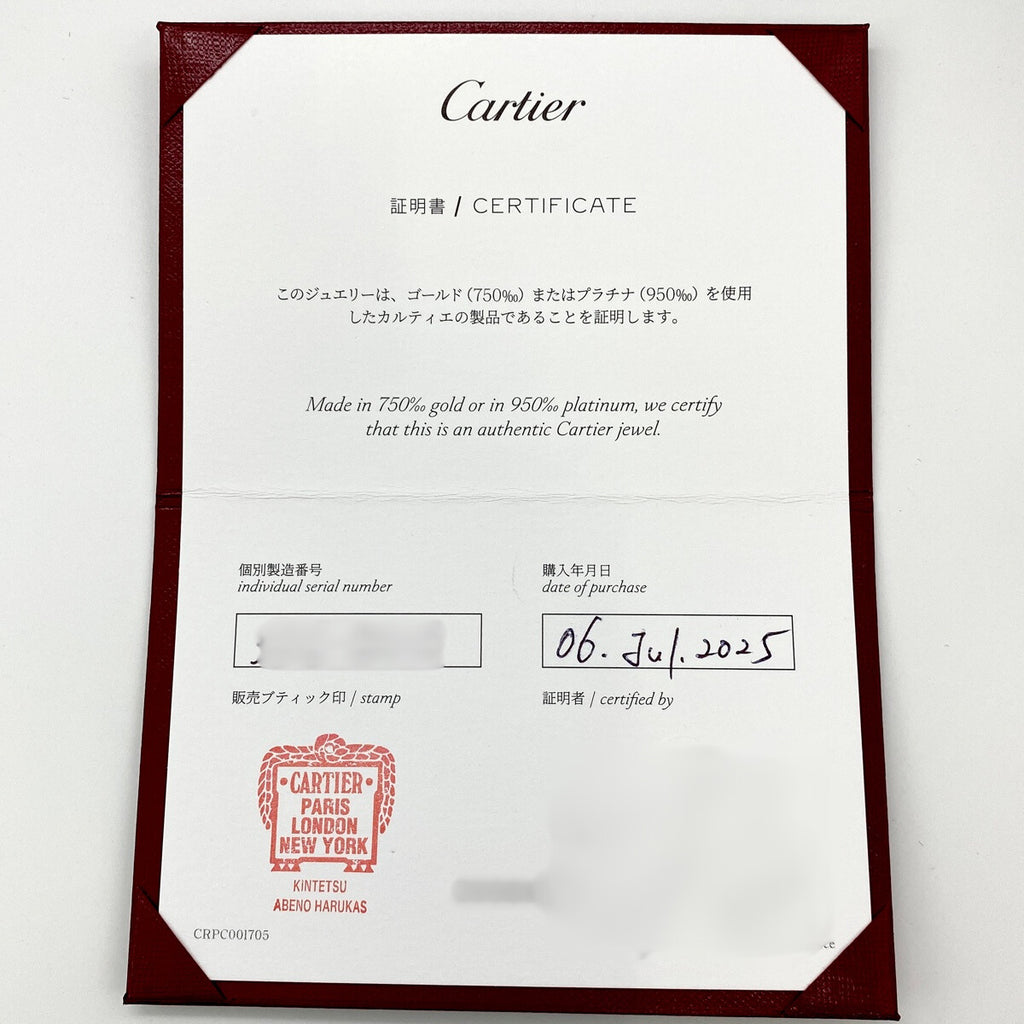 Cartier
証明書 / CERTIFICATE
このジュエリーは、ゴールド(750‰)またはプラチナ(950‰)を使用
したカルティエの製品であることを証明します。
Made in 750‰ gold or in 950‰ platinum, we certify
that this is an authentic Cartier jewel.
個別製造番号
individual serial number
購入年月日
date of purchase
06. Jul. 2025
販売ブティック印 / stamp
証明者 / certified by
•CARTIER•
PARIS
LONDON
NEW YORK
KINTETSU
ABENO HARUKAS
CRPC001705